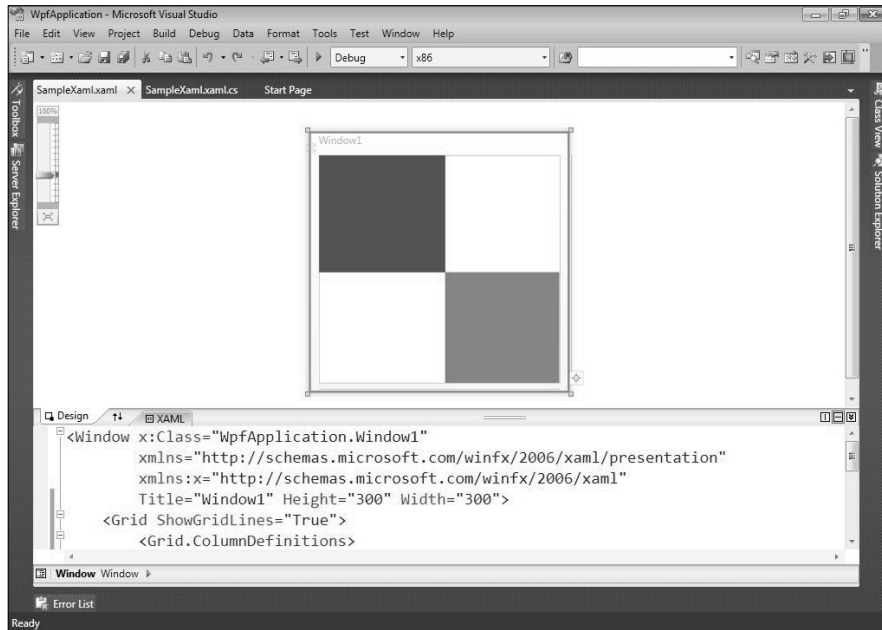 WpfApplication - Microsoft Visual Studio
File Edit View Project Build Debug Data Format Tools Test Window Help
Debug x86
Toolbox
Server Explorer
SampleXaml.xaml SampleXaml.xaml.cs Start Page
Class View
Solution Explorer
100%
Window1
Design XAML
<Window x:Class="WpfApplication.Window1"
xmlns="http://schemas.microsoft.com/winfx/2006/xaml/presentation"
xmlns:x="http://schemas.microsoft.com/winfx/2006/xaml"
Title="Window1" Height="300" Width="300">
<Grid ShowGridLines="True">
<Grid.ColumnDefinitions>
Window Window
Error List
Ready